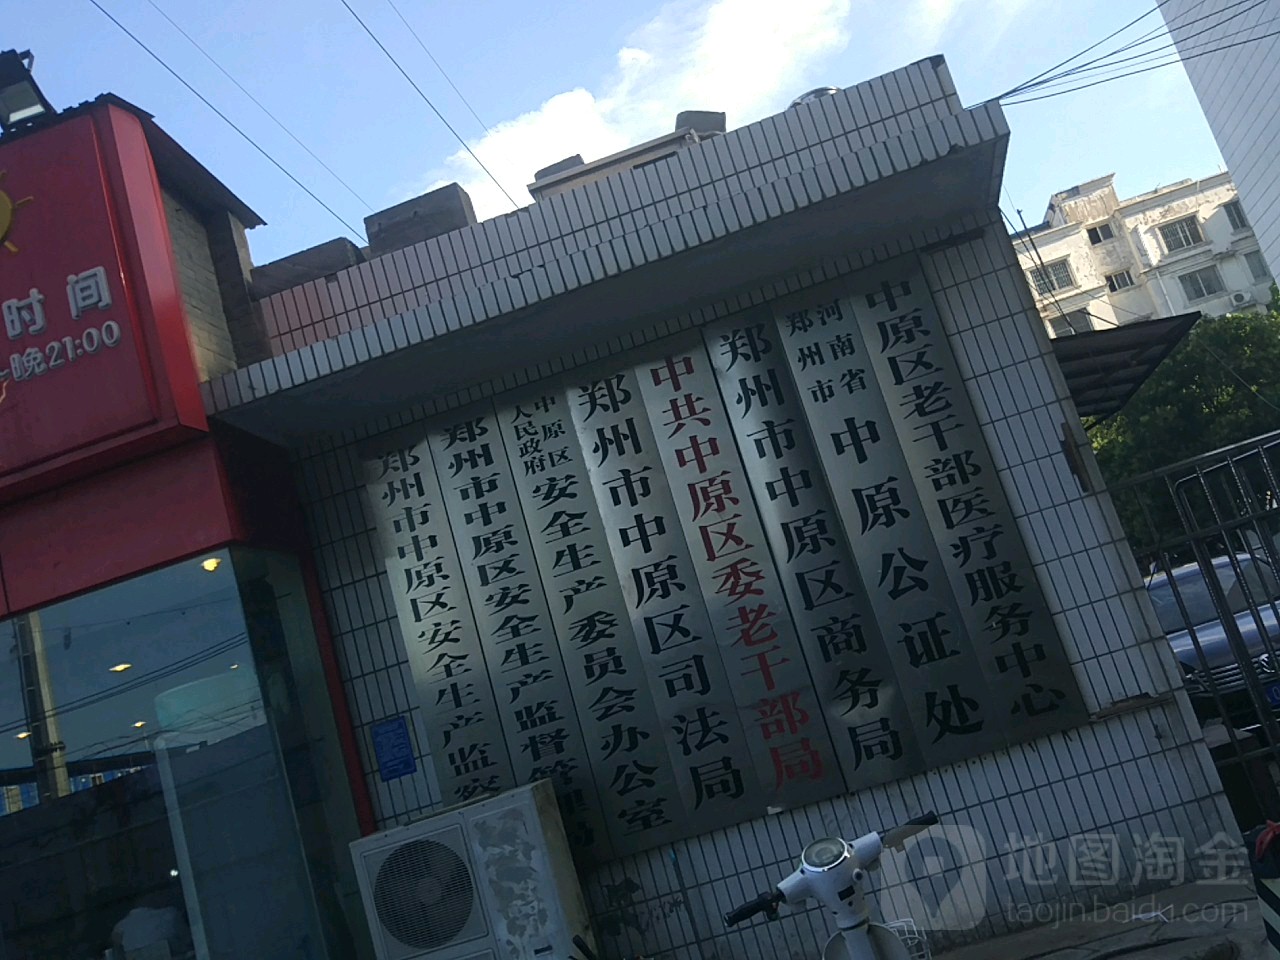 时间
晚21:00
郑州市中原区安全生产监察
郑州市中原区安全生产监督管理局
中原区
人民政府
安全生产委员会办公室
郑州市中原区司法局
中共中原区委老干部局
郑州市中原区商务局
河南省
郑州市
中原公证处
中原区老干部医疗服务中心
地图淘金
taojin.baidu.com